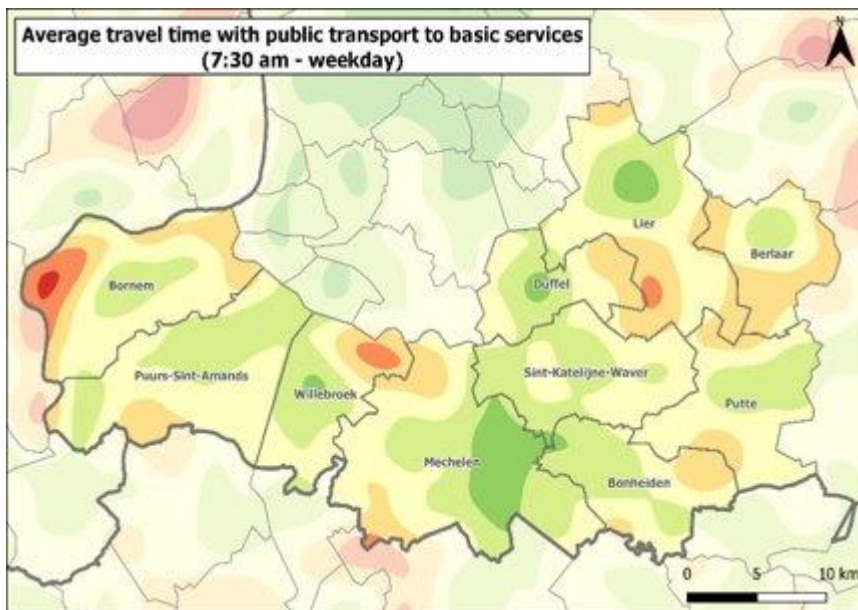 Average travel time with public transport to basic services
(7:30 am - weekday)
N
Lier
Berlaar
Bornem
Duffel
Puurs-Sint-Amands
Willebroek
Sint-Katelijne-Waver
Putte
Mechelen
Bonheiden
0 5 10 km